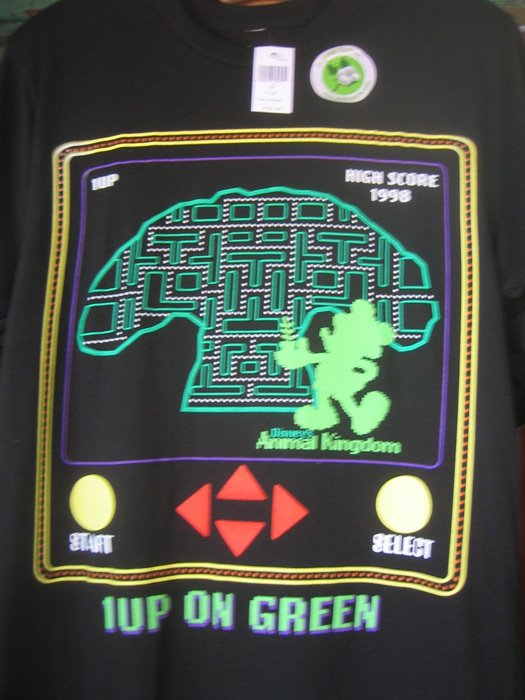 1UP
HIGH SCORE
1998
Disney's
Animal Kingdom
START
SELECT
1UP ON GREEN